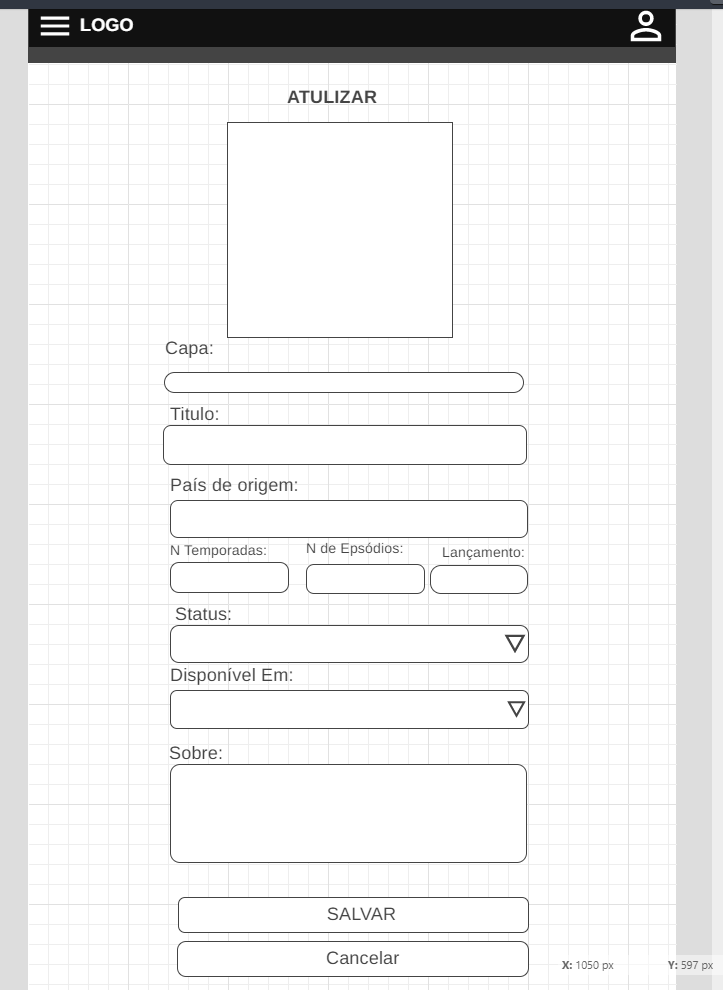 LOGO
ATULIZAR
Capa:
Titulo:
País de origem:
N Temporadas: N de Epsódios: Lançamento:
Status:
Disponível Em:
Sobre:
SALVAR
Cancelar
X: 1050 px Y: 597 px